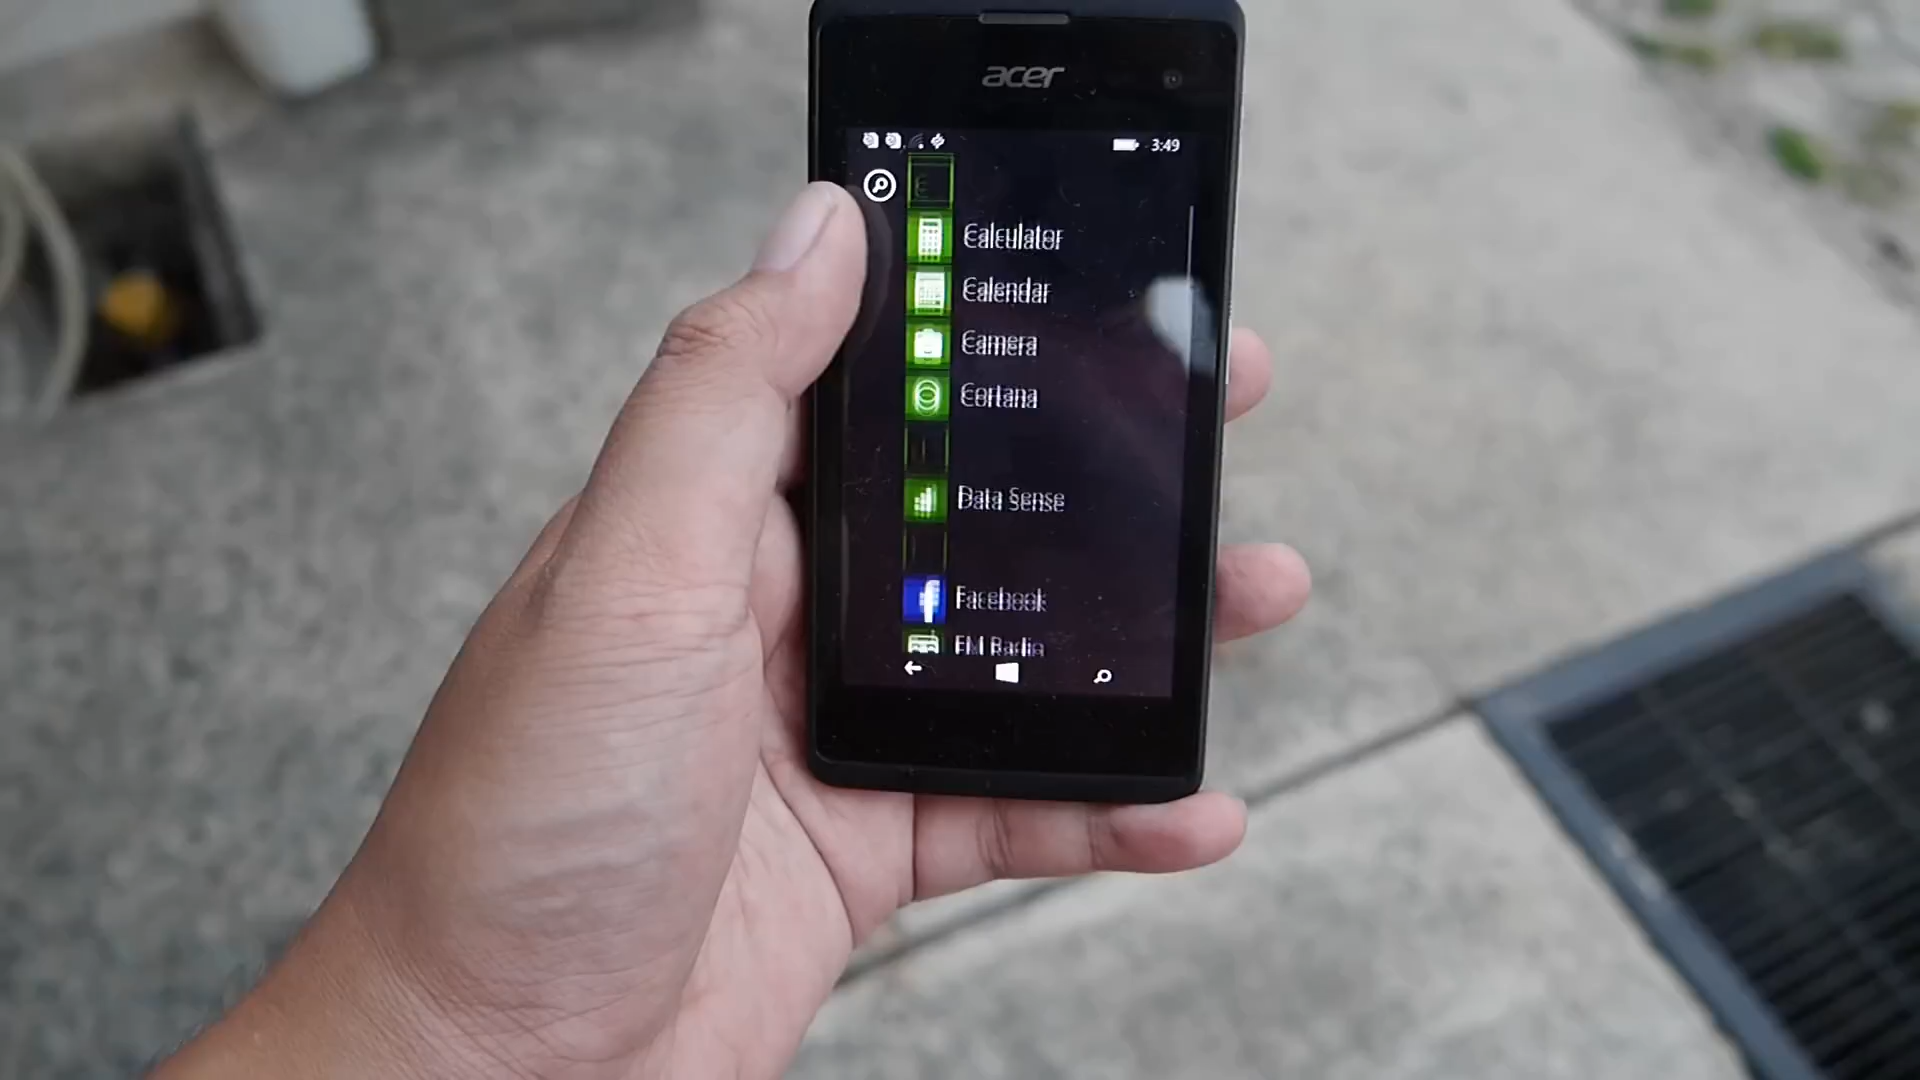 acer
3:49
Calculator
Calendar
Camera
Cortana
Data Sense
Facebook
FM Radio